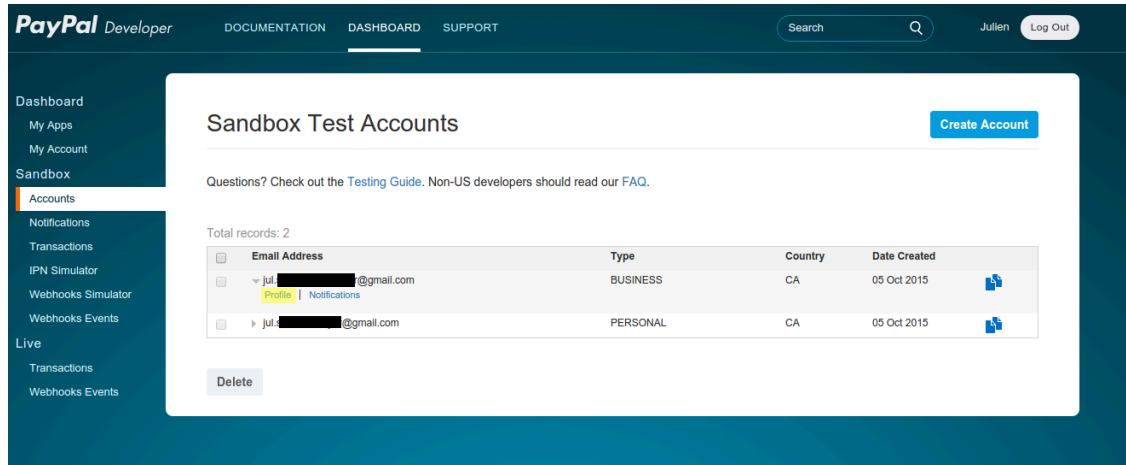 PayPal Developer DOCUMENTATION DASHBOARD SUPPORT Search Julien Log Out
Dashboard
My Apps
My Account
Sandbox
Accounts
Notifications
Transactions
IPN Simulator
Webhooks Simulator
Webhooks Events
Live
Transactions
Webhooks Events
Sandbox Test Accounts
Create Account
Questions? Check out the Testing Guide. Non-US developers should read our FAQ.
Total records: 2
Email Address Type Country Date Created
jul. r@gmail.com BUSINESS CA 05 Oct 2015
Profile | Notifications
jul.s @gmail.com PERSONAL CA 05 Oct 2015
Delete